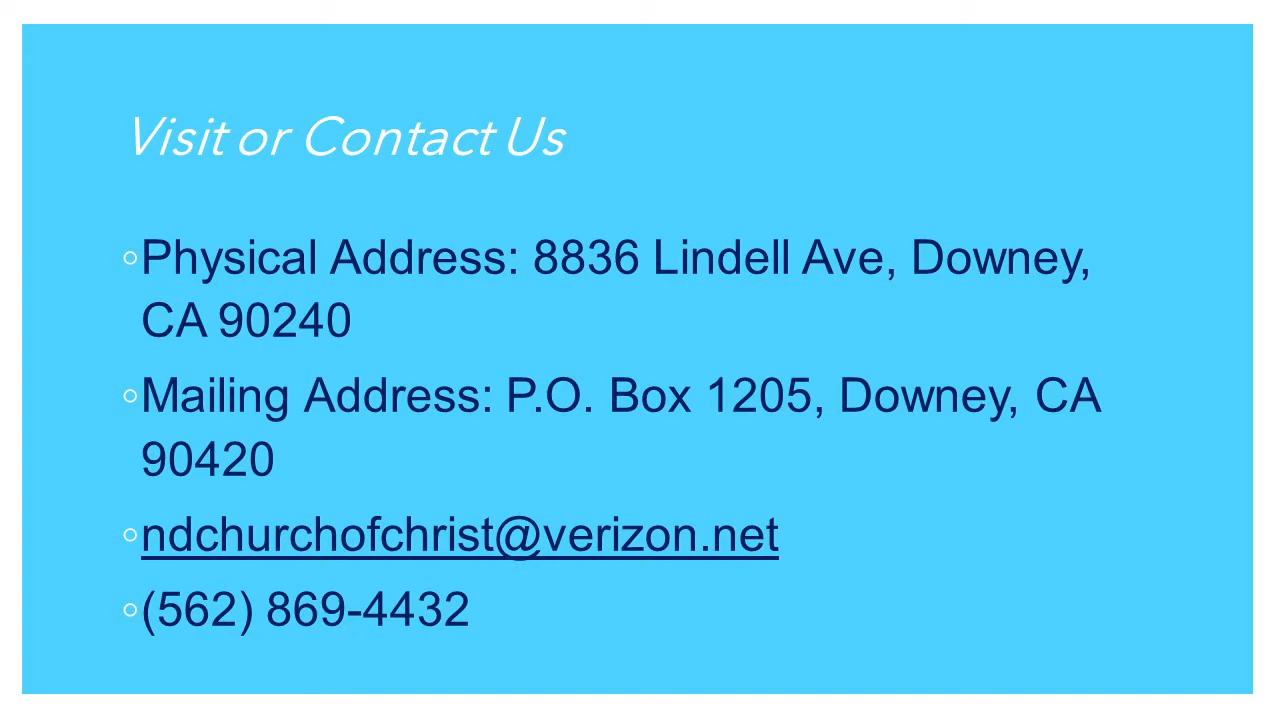 Visit or Contact Us
◦Physical Address: 8836 Lindell Ave, Downey,
CA 90240
◦Mailing Address: P.O. Box 1205, Downey, CA
90420
◦ndchurchofchrist@verizon.net
◦(562) 869-4432